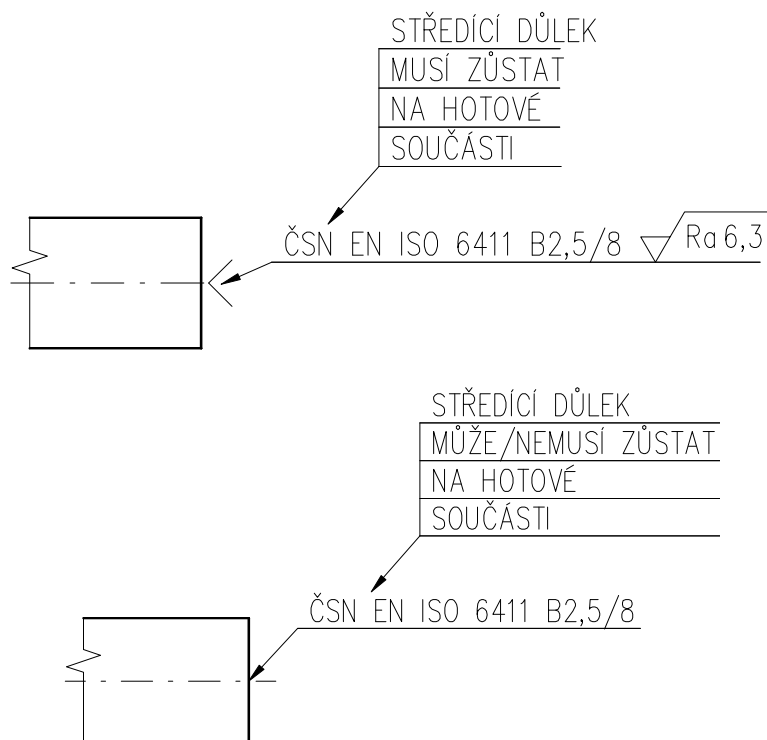 STŘEDÍCÍ DŮLEK
MUSÍ ZŮSTAT
NA HOTOVÉ
SOUČÁSTI
ČSN EN ISO 6411 B2,5/8 Ra 6,3
STŘEDÍCÍ DŮLEK
MŮŽE/NEMUSÍ ZŮSTAT
NA HOTOVÉ
SOUČÁSTI
ČSN EN ISO 6411 B2,5/8